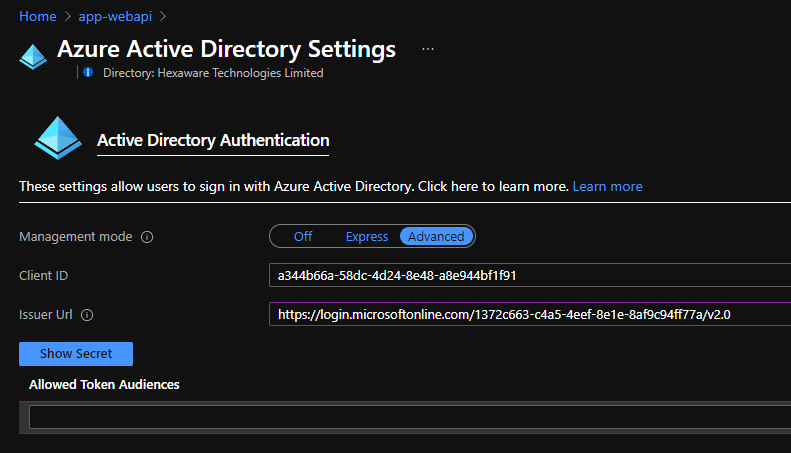 Home > app-webapi >
Azure Active Directory Settings ...
Directory: Hexaware Technologies Limited
Active Directory Authentication
These settings allow users to sign in with Azure Active Directory. Click here to learn more. Learn more
Management mode Off Express Advanced
Client ID a344b66a-58dc-4d24-8e48-a8e944bf1f91
Issuer Url https://login.microsoftonline.com/1372c663-c4a5-4eef-8e1e-8af9c94ff77a/v2.0
Show Secret
Allowed Token Audiences